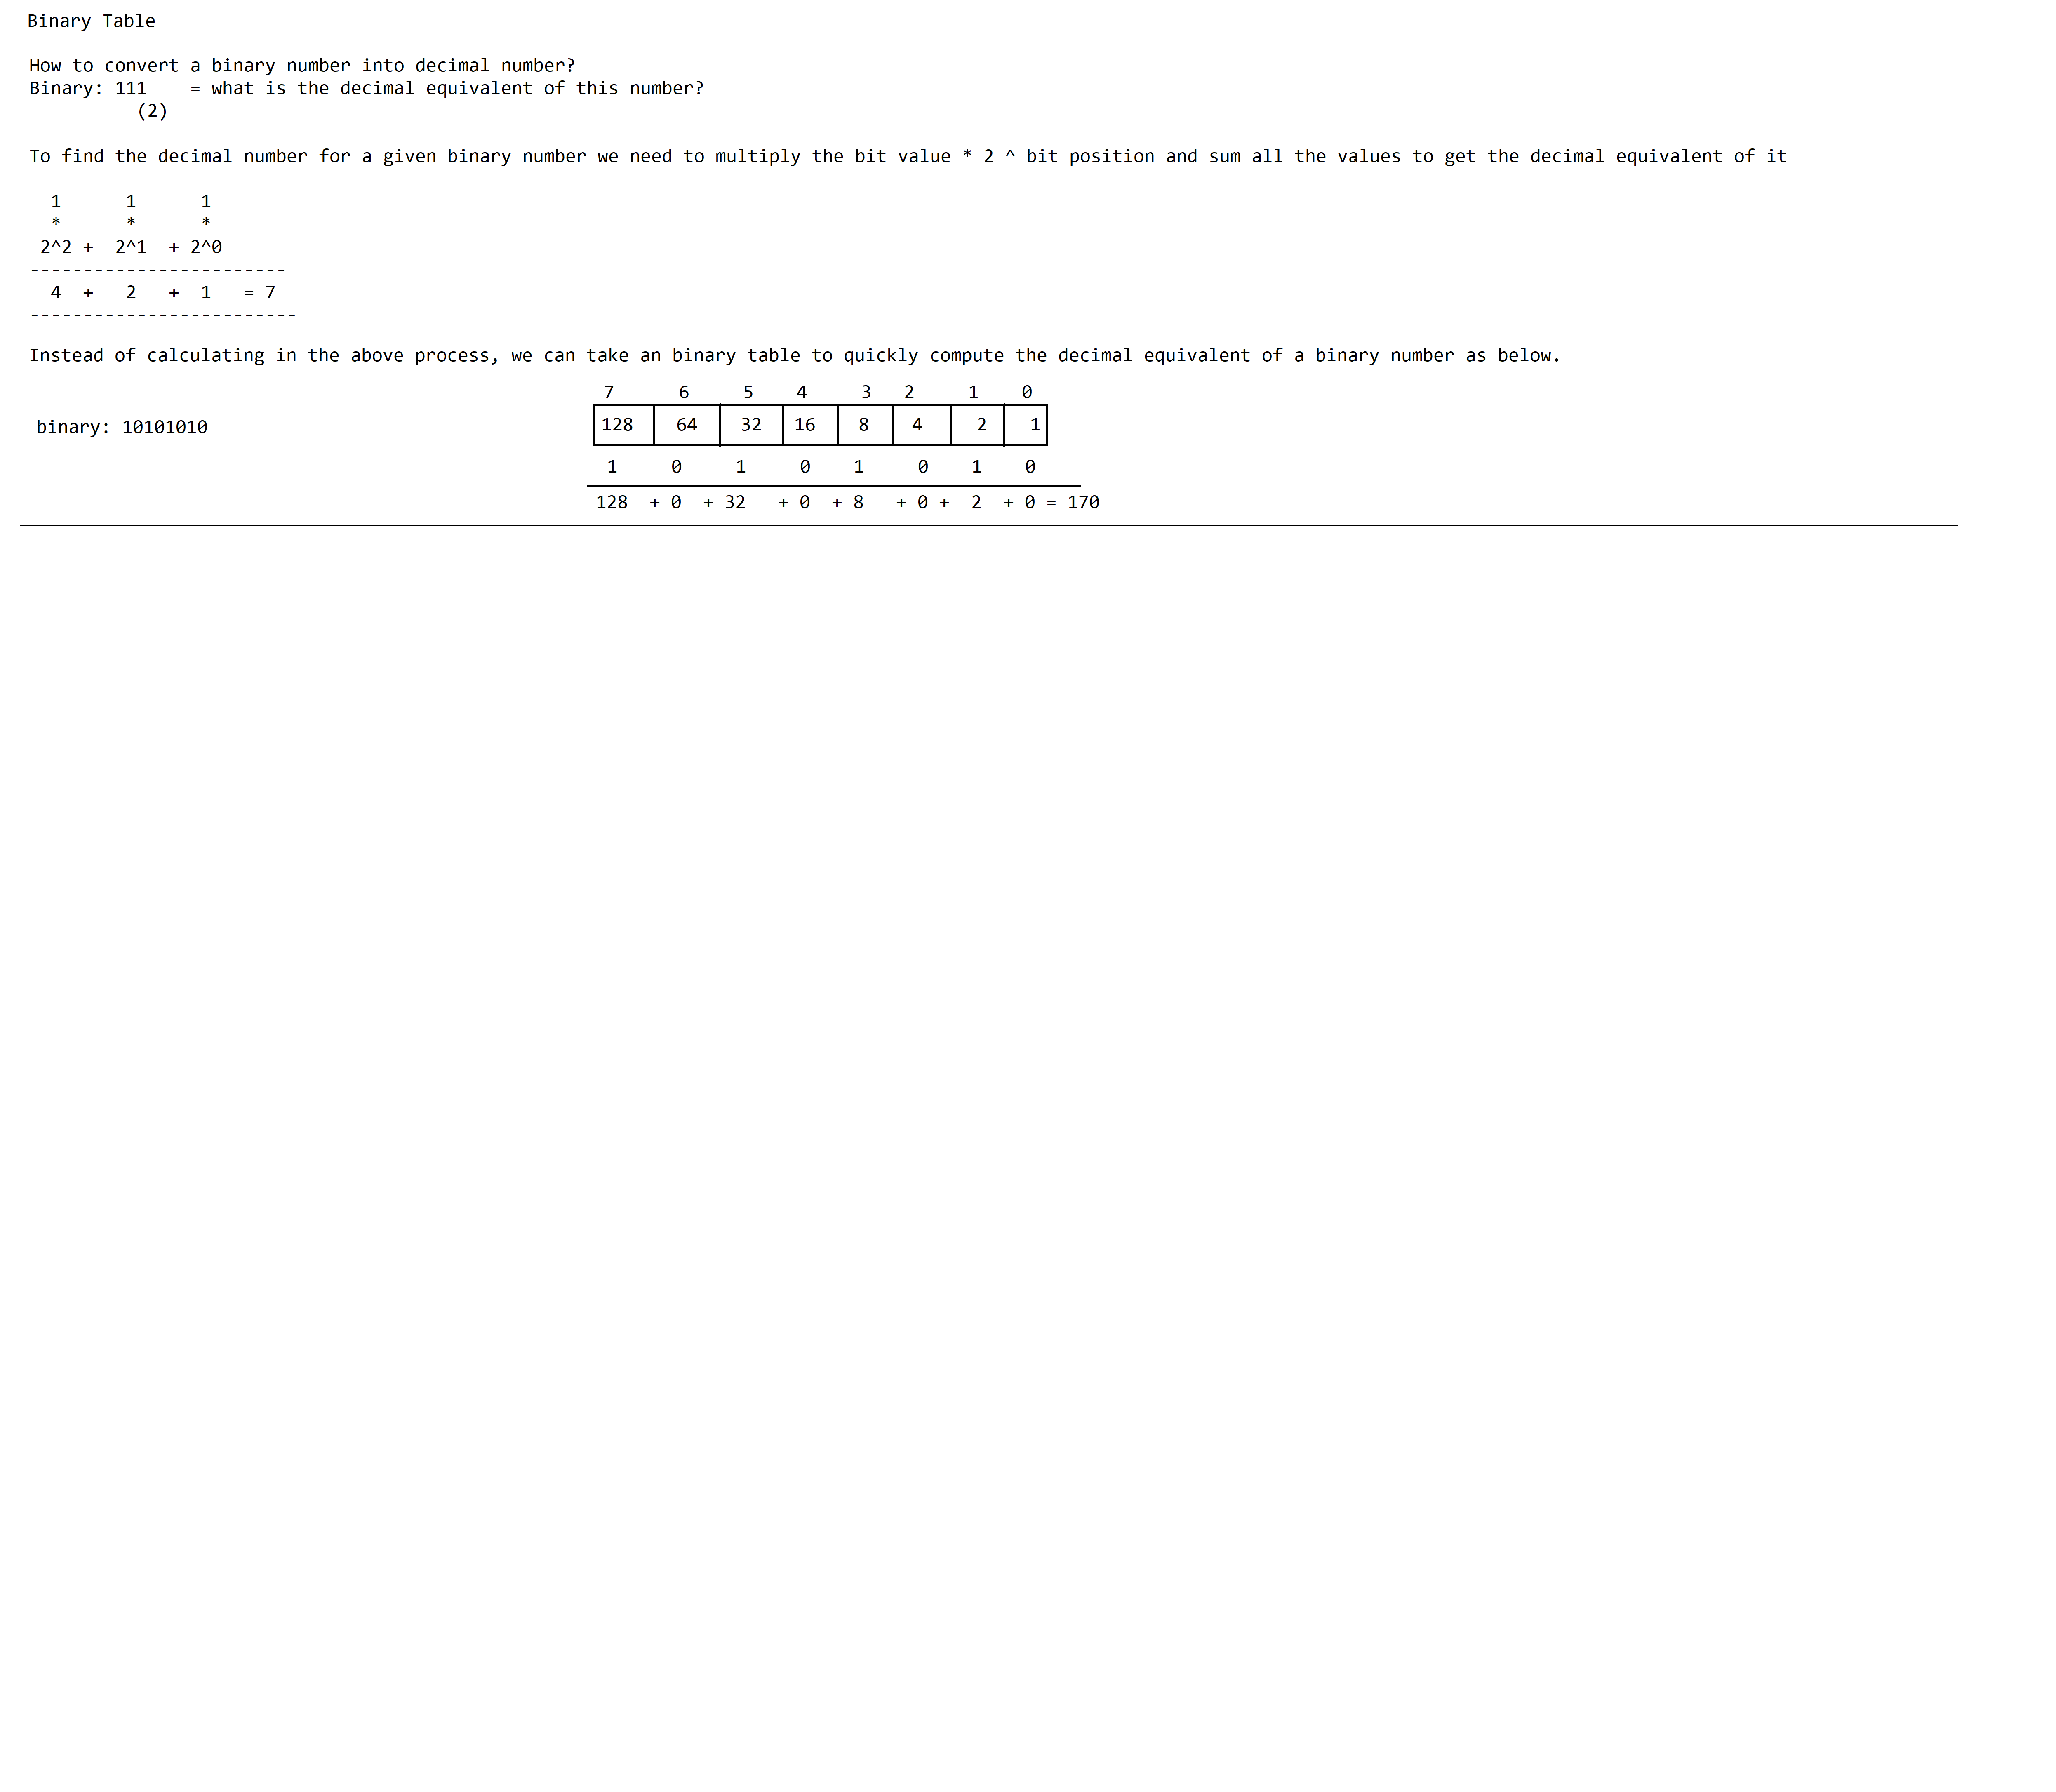 Binary Table
How to convert a binary number into decimal number?
Binary: 111    = what is the decimal equivalent of this number?
(2)
To find the decimal number for a given binary number we need to multiply the bit value * 2 ^ bit position and sum all the values to get the decimal equivalent of it
1      1      1
*      *      *
2^2 +  2^1  + 2^0
------------------------
4  +   2   +  1   = 7
-------------------------
Instead of calculating in the above process, we can take an binary table to quickly compute the decimal equivalent of a binary number as below.
7 6 5 4 3 2 1 0
binary: 10101010
128 64 32 16 8 4 2 1
1 0 1 0 1 0 1 0
128  + 0  + 32   + 0  + 8   + 0 +  2  + 0 = 170